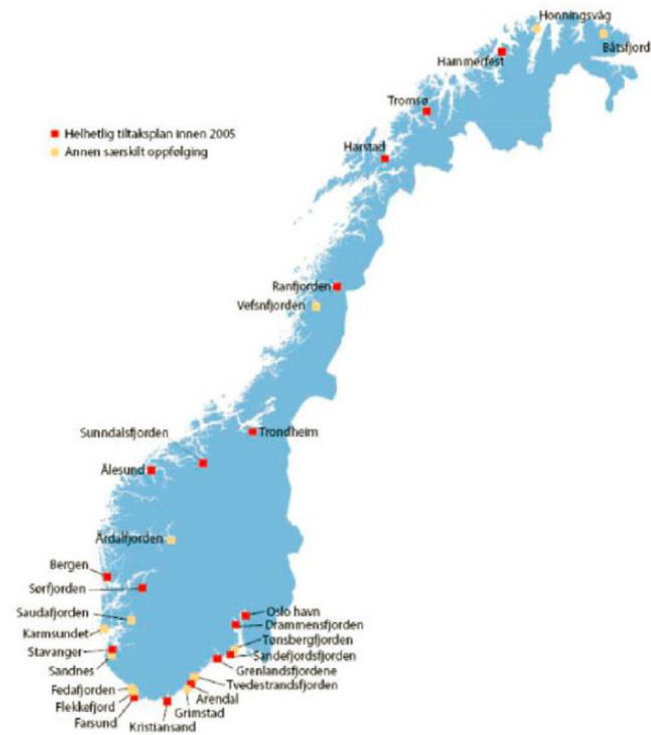 Honningsvåg
Båtsfjord
Hammerfest
Tromsø
Helhetlig tiltaksplan innen 2005
Annen særskilt oppfølging
Harstad
Ranfjorden
Vefsnfjorden
Sunndalsfjorden
Trondheim
Ålesund
Årdalfjorden
Bergen
Sørfjorden
Oslo havn
Saudafjorden
Drammensfjorden
Karmsundet
Tønsbergfjorden
Stavanger
Sandefjordsfjorden
Sandnes
Grenlandsfjordene
Tvedestrandsfjorden
Fedafjorden
Arendal
Flekkefjord
Grimstad
Farsund
Kristiansand